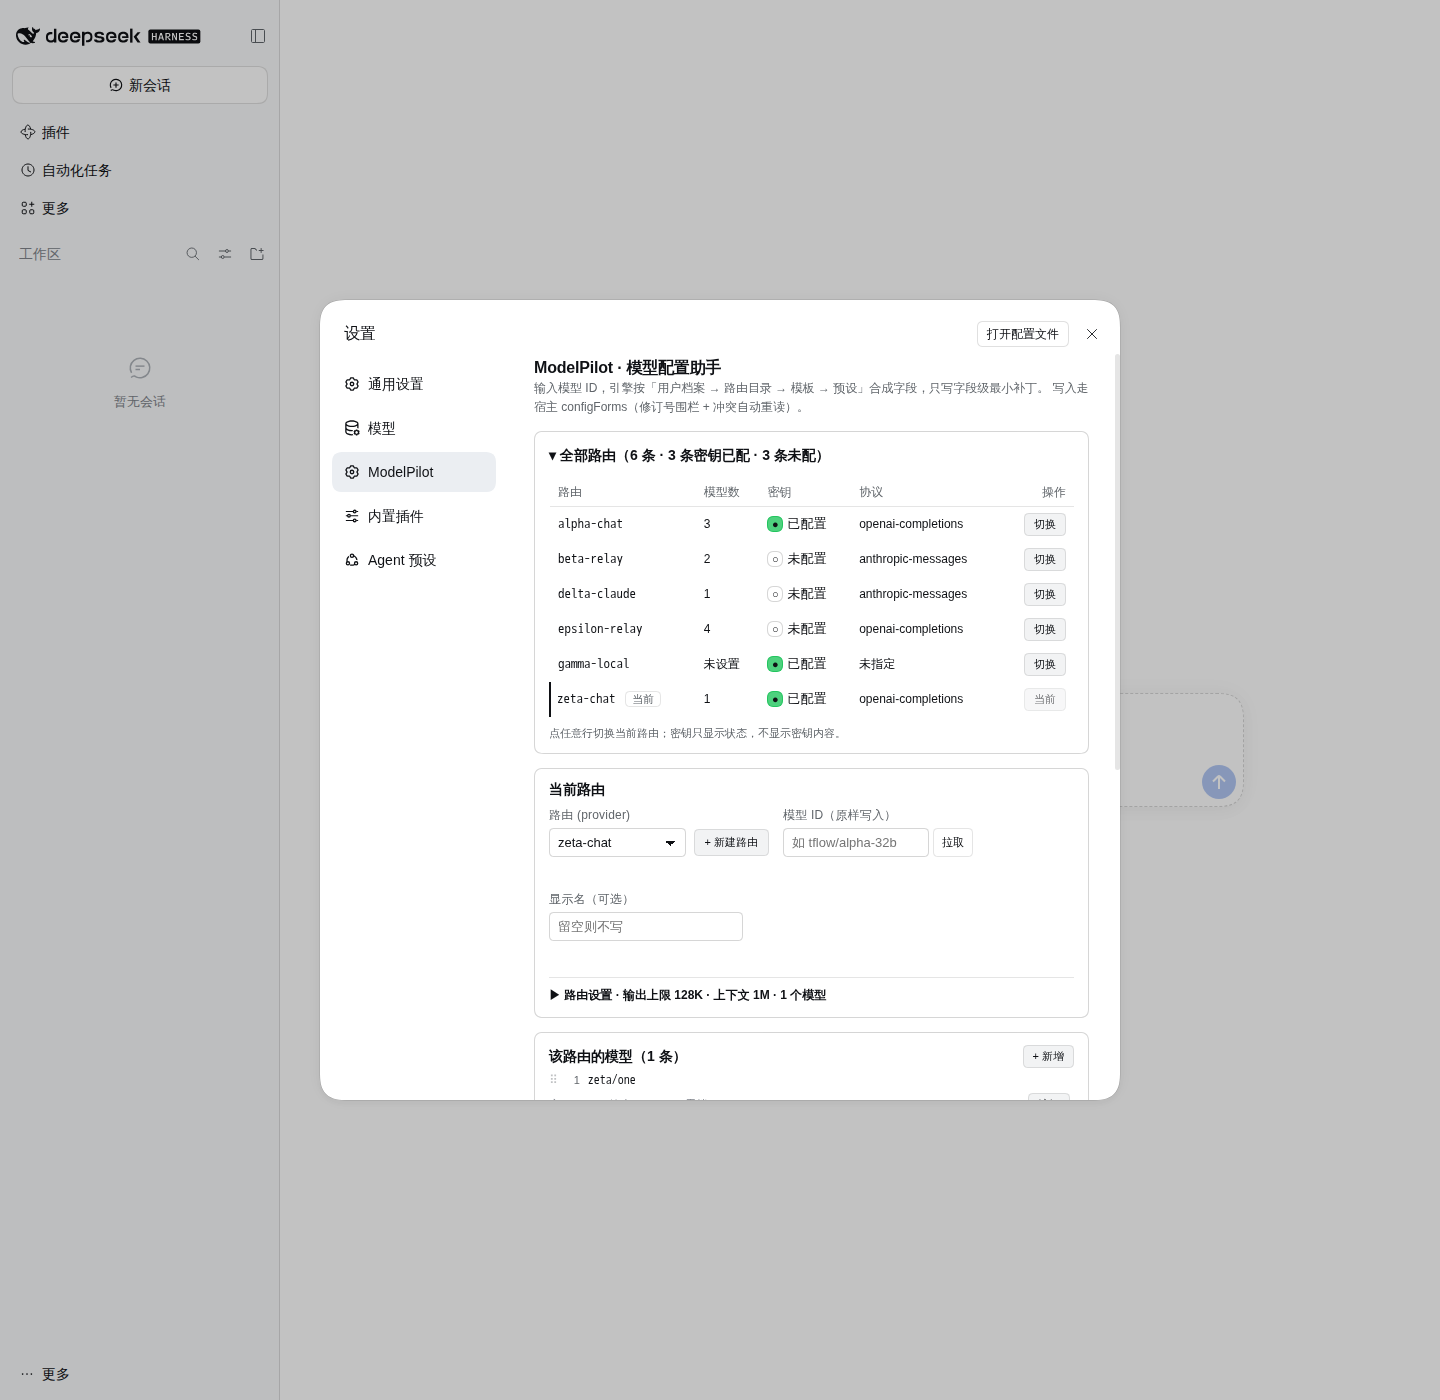 deepseek HARNESS
新会话
插件
自动化任务
更多
工作区
暂无会话
更多
设置
打开配置文件
通用设置
模型
ModelPilot
内置插件
Agent 预设
ModelPilot · 模型配置助手
输入模型 ID，引擎按「用户档案 → 路由目录 → 模板 → 预设」合成字段，只写字段级最小补丁。 写入走
宿主 configForms（修订号围栏 + 冲突自动重读）。
▾ 全部路由（6 条 · 3 条密钥已配 · 3 条未配）
路由 模型数 密钥 协议 操作
alpha-chat 3 已配置 openai-completions 切换
beta-relay 2 未配置 anthropic-messages 切换
delta-claude 1 未配置 anthropic-messages 切换
epsilon-relay 4 未配置 openai-completions 切换
gamma-local 未设置 已配置 未指定 切换
zeta-chat 当前 1 已配置 openai-completions 当前
点任意行切换当前路由；密钥只显示状态，不显示密钥内容。
当前路由
路由 (provider) 模型 ID（原样写入）
zeta-chat + 新建路由 如 tflow/alpha-32b 拉取
显示名（可选）
留空则不写
▶ 路由设置 · 输出上限 128K · 上下文 1M · 1 个模型
该路由的模型（1 条） + 新增
1 zeta/one